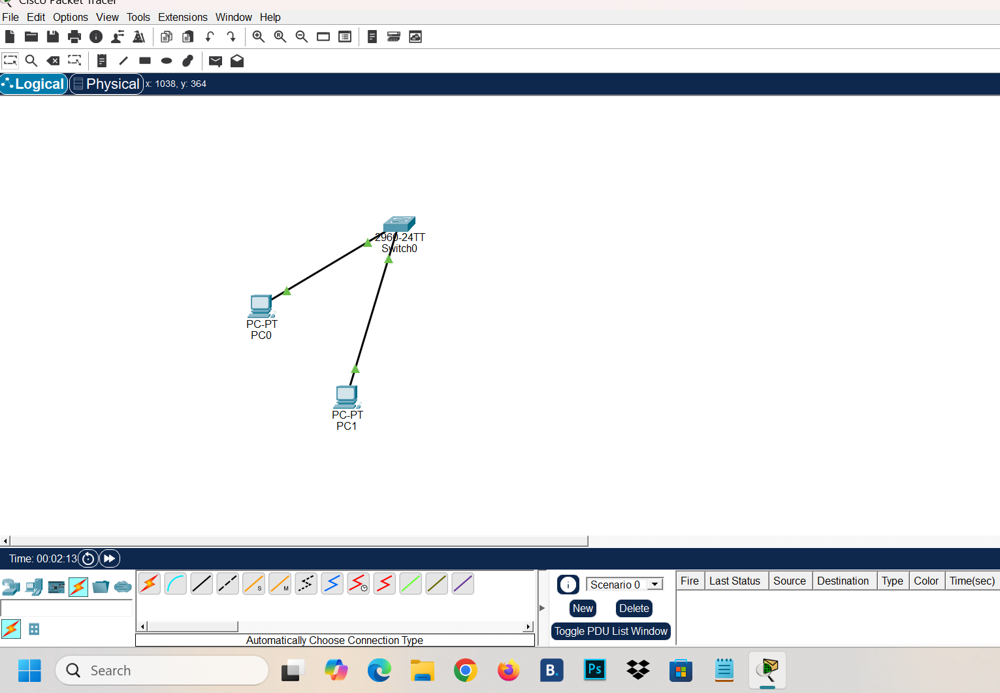 Cisco Packet Tracer
File Edit Options View Tools Extensions Window Help
Logical Physical x: 1038, y: 364
2960-24TT
Switch0
PC-PT
PC0
PC-PT
PC1
Time: 00:02:13
S M
Automatically Choose Connection Type
Scenario 0
New Delete
Toggle PDU List Window
Fire Last Status Source Destination Type Color Time(sec)
Search
B.
Ps